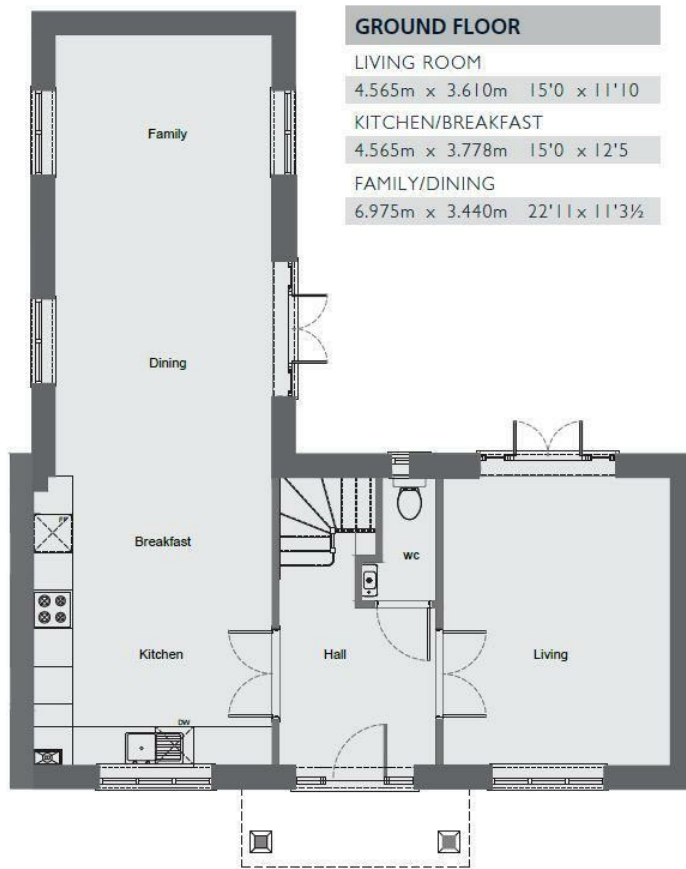 GROUND FLOOR
LIVING ROOM
4.565m x 3.610m 15'0 x 11'10
KITCHEN/BREAKFAST
4.565m x 3.778m 15'0 x 12'5
FAMILY/DINING
6.975m x 3.440m 22'11 x 11'3½
Family
Dining
FF
Breakfast
WC
Kitchen
Hall
Living
DW